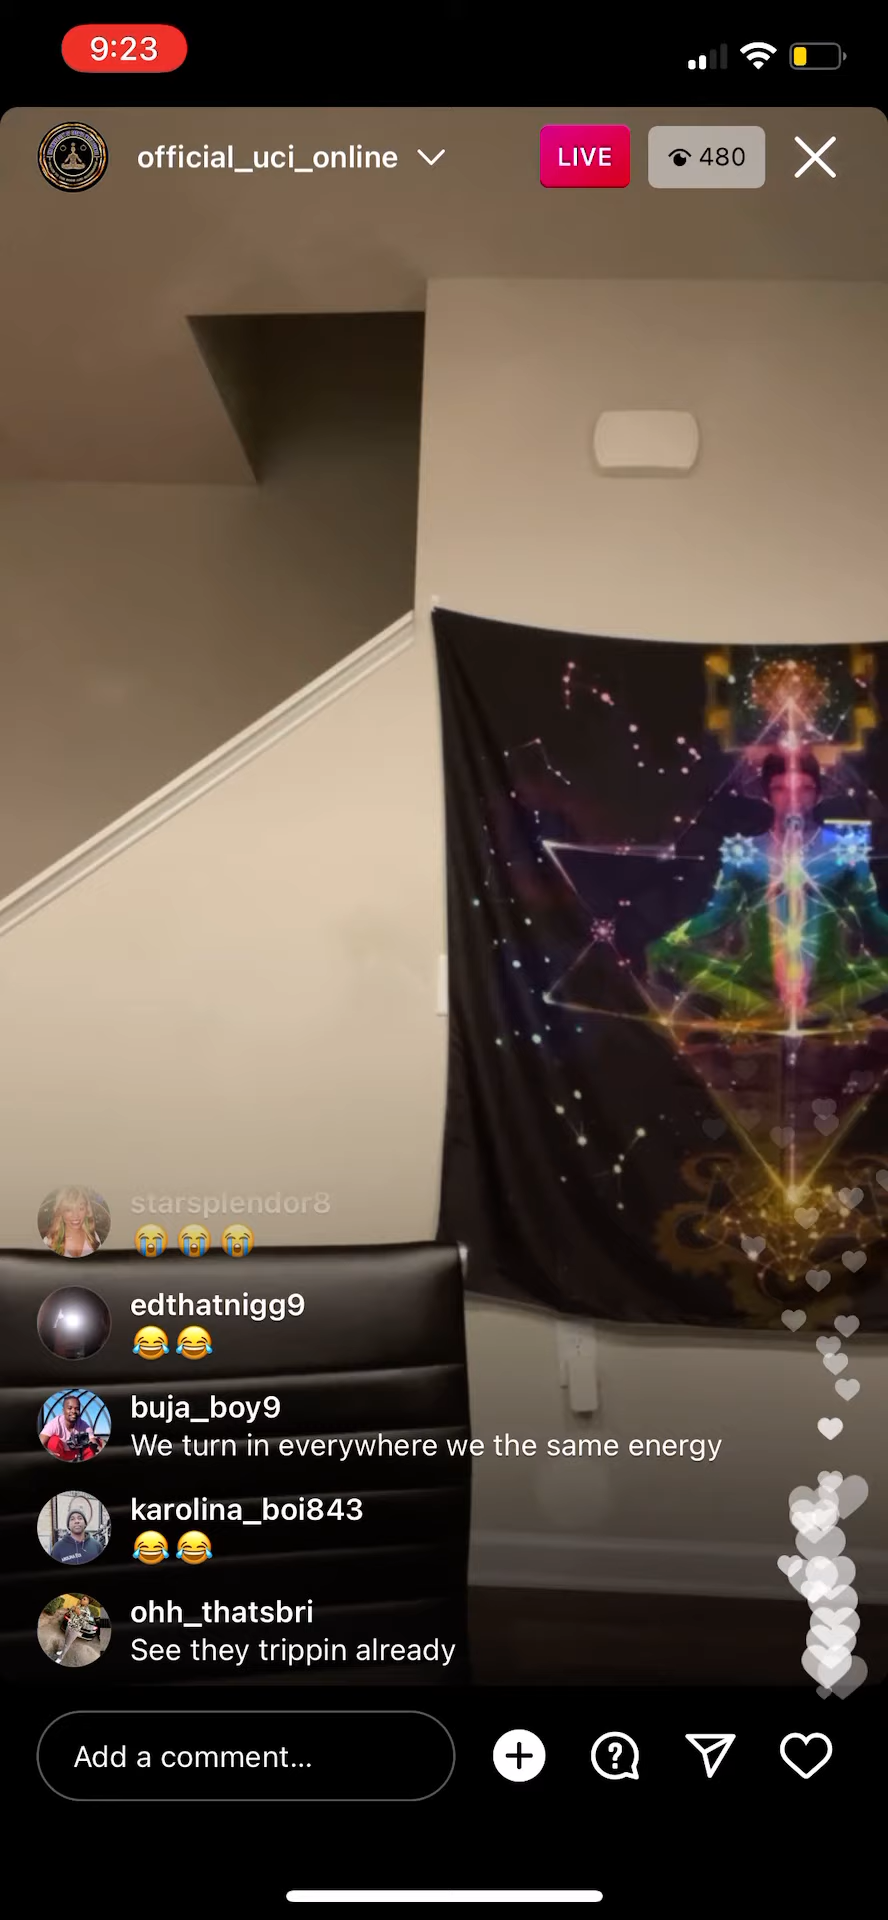 9:23
official_uci_online
LIVE
480
starsplendor8
😭😭😭
edthatnigg9
😂😂
buja_boy9
We turn in everywhere we the same energy
karolina_boi843
😂😂
ohh_thatsbri
See they trippin already
Add a comment...